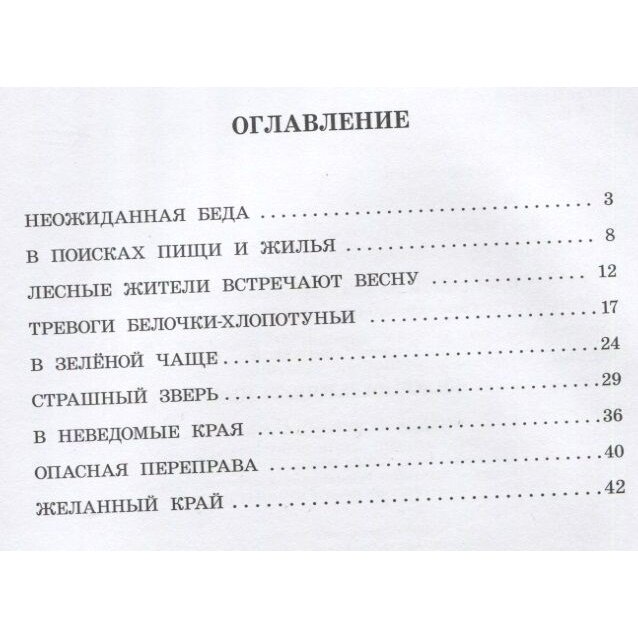 ОГЛАВЛЕНИЕ
НЕОЖИДАННАЯ БЕДА ........................... 3
В ПОИСКАХ ПИЩИ И ЖИЛЬЯ .................... 8
ЛЕСНЫЕ ЖИТЕЛИ ВСТРЕЧАЮТ ВЕСНУ ............ 12
ТРЕВОГИ БЕЛОЧКИ-ХЛОПОТУНЬИ .................. 17
В ЗЕЛЁНОЙ ЧАЩЕ ............................. 24
СТРАШНЫЙ ЗВЕРЬ ............................. 29
В НЕВЕДОМЫЕ КРАЯ .......................... 36
ОПАСНАЯ ПЕРЕПРАВА .......................... 40
ЖЕЛАННЫЙ КРАЙ ............................. 42